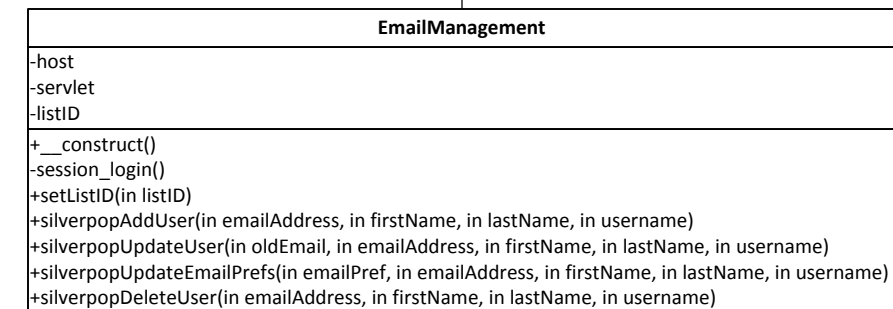 EmailManagement
-host
-servlet
-listID
+__construct()
-session_login()
+setListID(in listID)
+silverpopAddUser(in emailAddress, in firstName, in lastName, in username)
+silverpopUpdateUser(in oldEmail, in emailAddress, in firstName, in lastName, in username)
+silverpopUpdateEmailPrefs(in emailPref, in emailAddress, in firstName, in lastName, in username)
+silverpopDeleteUser(in emailAddress, in firstName, in lastName, in username)